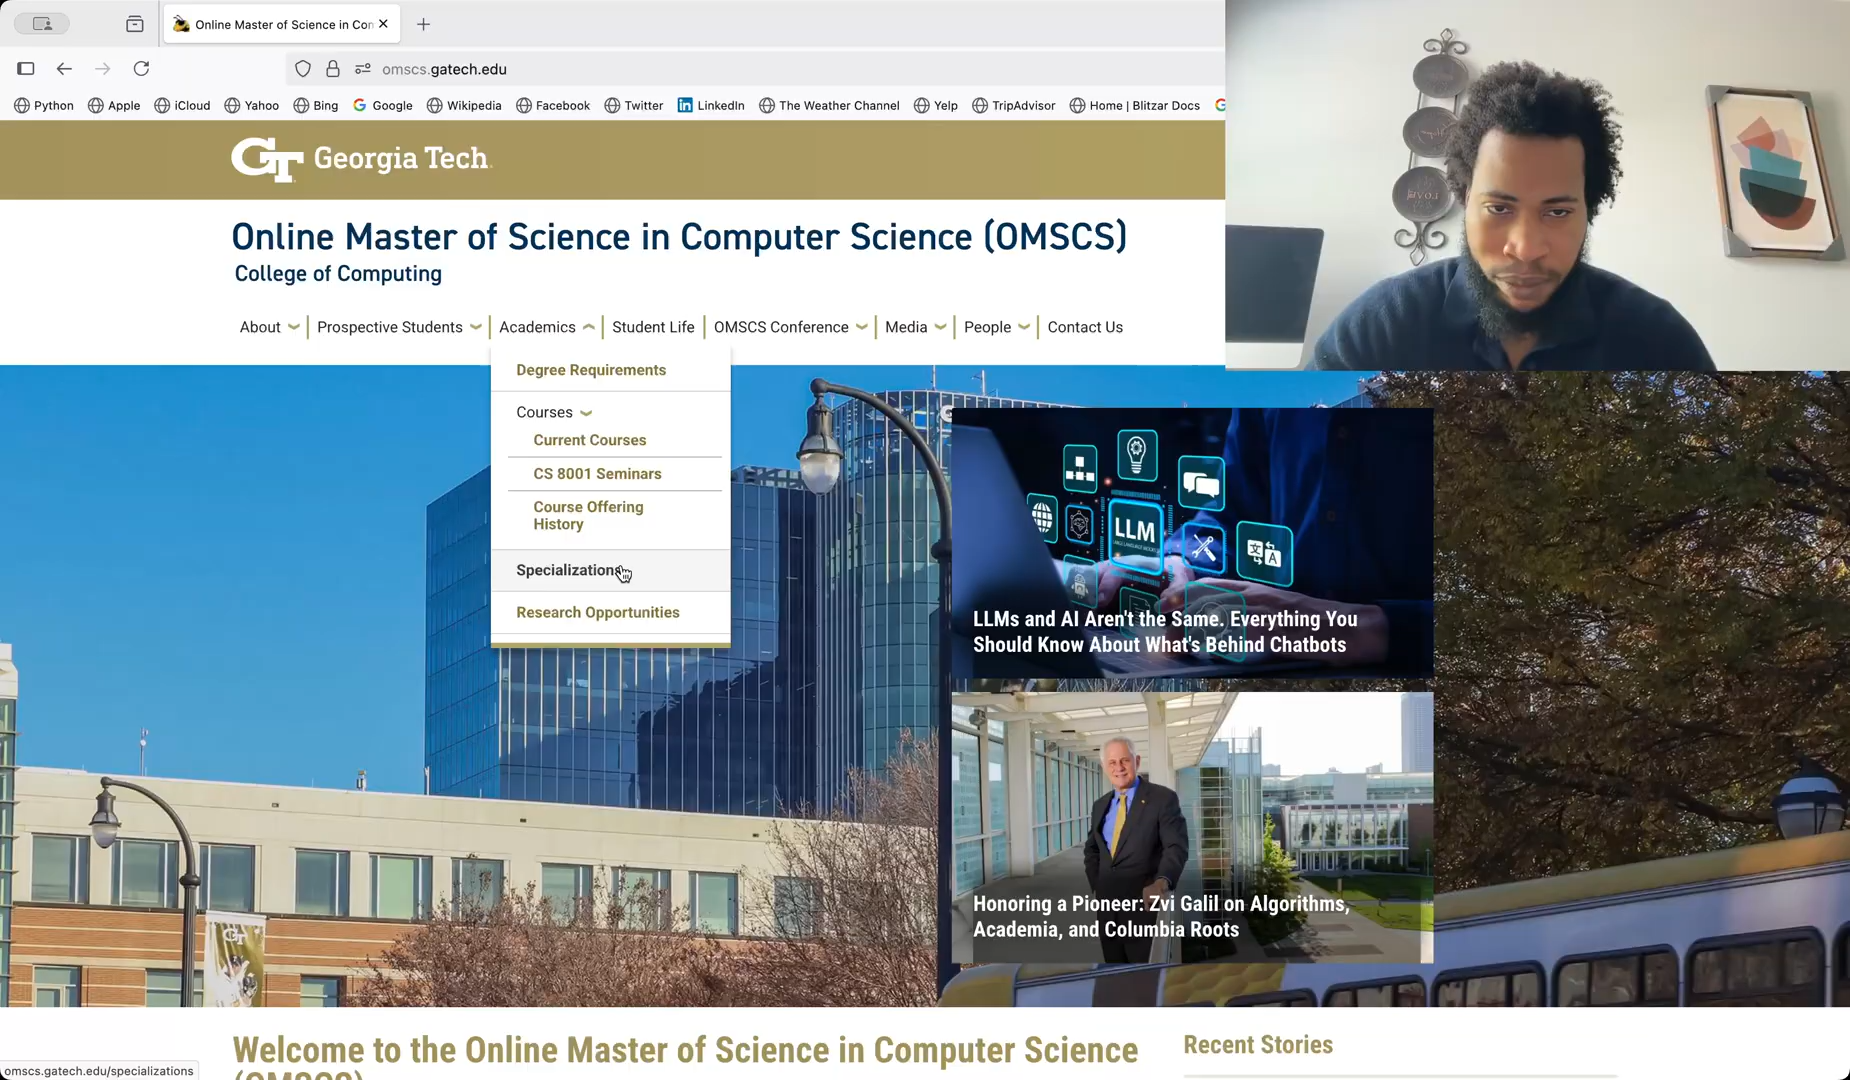 Online Master of Science in Con
omscs.gatech.edu
Python
Apple
iCloud
Yahoo
Bing
Google
Wikipedia
Facebook
Twitter
LinkedIn
The Weather Channel
Yelp
TripAdvisor
Home | Blitzar Docs
GT Georgia Tech
Online Master of Science in Computer Science (OMSCS)
College of Computing
About
Prospective Students
Academics
Student Life
OMSCS Conference
Media
People
Contact Us
Degree Requirements
Courses
Current Courses
CS 8001 Seminars
Course Offering
History
Specializations
Research Opportunities
LLM
LLMs and AI Aren't the Same. Everything You
Should Know About What's Behind Chatbots
Honoring a Pioneer: Zvi Galil on Algorithms,
Academia, and Columbia Roots
GT
Welcome to the Online Master of Science in Computer Science
(OMSCS)
Recent Stories
omscs.gatech.edu/specializations